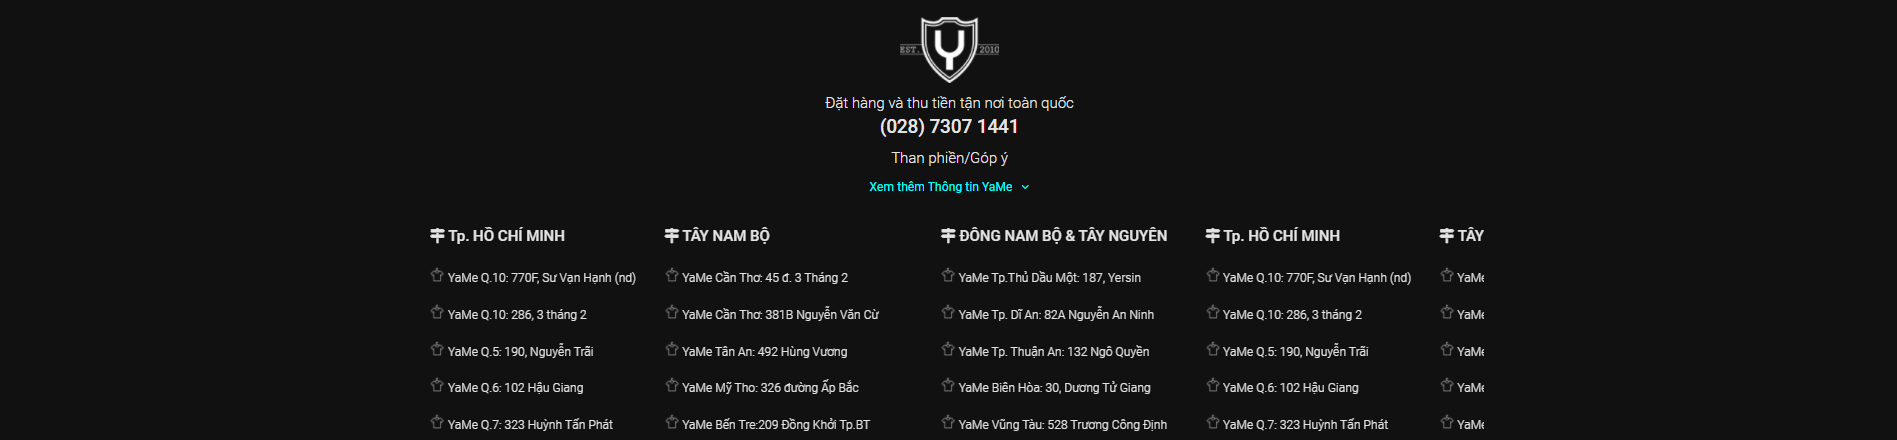 EST. 2010
Đặt hàng và thu tiền tận nơi toàn quốc
(028) 7307 1441
Than phiền/Góp ý
Xem thêm Thông tin YaMe
Tp. HỒ CHÍ MINH
YaMe Q.10: 770F, Sư Vạn Hạnh (nd)
YaMe Q.10: 286, 3 tháng 2
YaMe Q.5: 190, Nguyễn Trãi
YaMe Q.6: 102 Hậu Giang
YaMe Q.7: 323 Huỳnh Tấn Phát
TÂY NAM BỘ
YaMe Cần Thơ: 45 đ. 3 Tháng 2
YaMe Cần Thơ: 381B Nguyễn Văn Cừ
YaMe Tân An: 492 Hùng Vương
YaMe Mỹ Tho: 326 đường Ấp Bắc
YaMe Bến Tre:209 Đồng Khởi Tp.BT
ĐÔNG NAM BỘ & TÂY NGUYÊN
YaMe Tp.Thủ Dầu Một: 187, Yersin
YaMe Tp. Dĩ An: 82A Nguyễn An Ninh
YaMe Tp. Thuận An: 132 Ngô Quyền
YaMe Biên Hòa: 30, Dương Tử Giang
YaMe Vũng Tàu: 528 Trương Công Định
Tp. HỒ CHÍ MINH
YaMe Q.10: 770F, Sư Vạn Hạnh (nd)
YaMe Q.10: 286, 3 tháng 2
YaMe Q.5: 190, Nguyễn Trãi
YaMe Q.6: 102 Hậu Giang
YaMe Q.7: 323 Huỳnh Tấn Phát
TÂY
YaMe
YaMe
YaMe
YaMe
YaMe